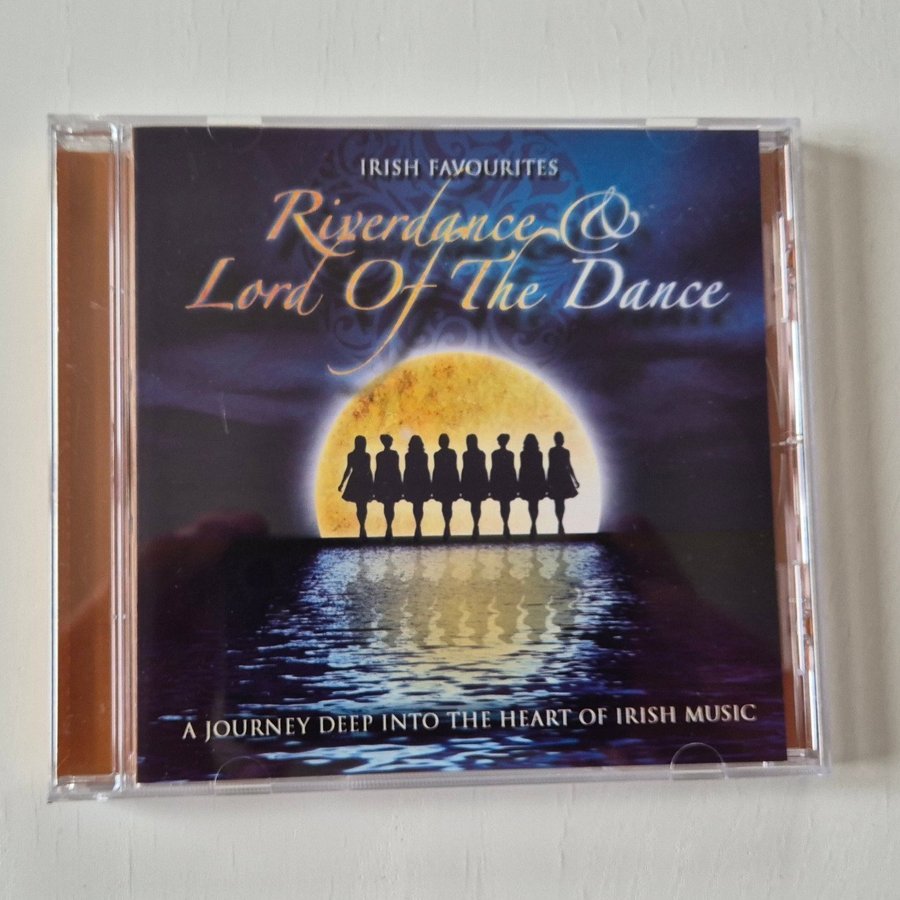 IRISH FAVOURITES
Riverdance &
Lord Of The Dance
A JOURNEY DEEP INTO THE HEART OF IRISH MUSIC